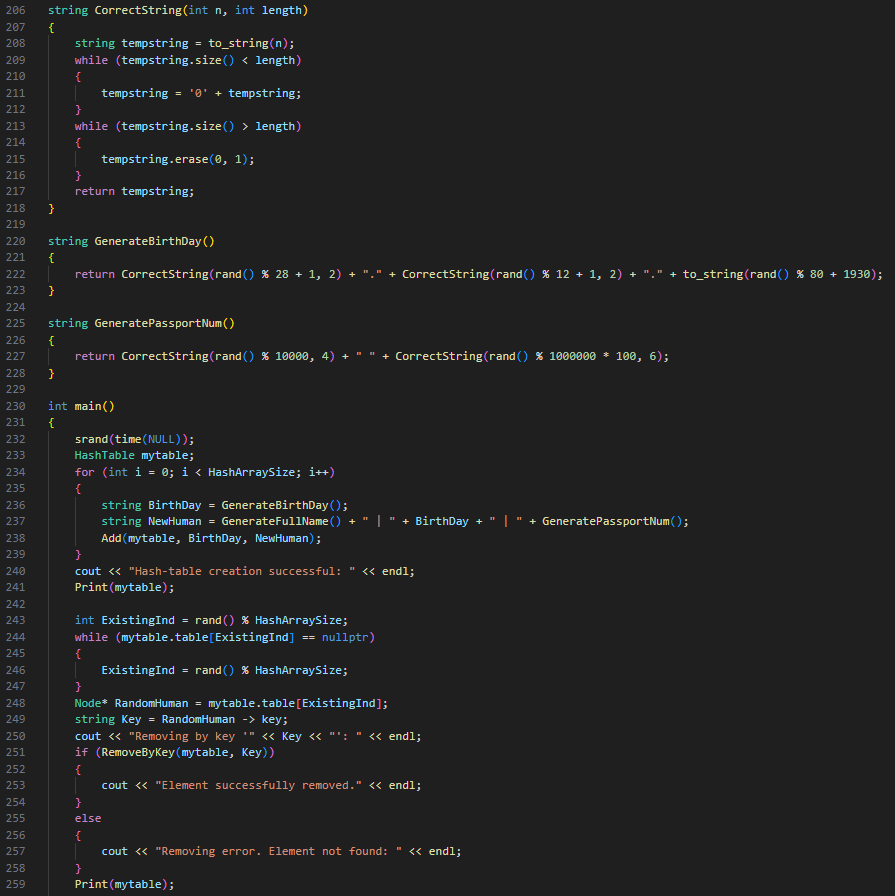 206 string CorrectString(int n, int length)
207 {
208     string tempstring = to_string(n);
209     while (tempstring.size() < length)
210     {
211         tempstring = '0' + tempstring;
212     }
213     while (tempstring.size() > length)
214     {
215         tempstring.erase(0, 1);
216     }
217     return tempstring;
218 }
219
220 string GenerateBirthDay()
221 {
222     return CorrectString(rand() % 28 + 1, 2) + "." + CorrectString(rand() % 12 + 1, 2) + "." + to_string(rand() % 80 + 1930);
223 }
224
225 string GeneratePassportNum()
226 {
227     return CorrectString(rand() % 10000, 4) + " " + CorrectString(rand() % 1000000 * 100, 6);
228 }
229
230 int main()
231 {
232     srand(time(NULL));
233     HashTable mytable;
234     for (int i = 0; i < HashArraySize; i++)
235     {
236         string BirthDay = GenerateBirthDay();
237         string NewHuman = GenerateFullName() + " | " + BirthDay + " | " + GeneratePassportNum();
238         Add(mytable, BirthDay, NewHuman);
239     }
240     cout << "Hash-table creation successful: " << endl;
241     Print(mytable);
242
243     int ExistingInd = rand() % HashArraySize;
244     while (mytable.table[ExistingInd] == nullptr)
245     {
246         ExistingInd = rand() % HashArraySize;
247     }
248     Node* RandomHuman = mytable.table[ExistingInd];
249     string Key = RandomHuman -> key;
250     cout << "Removing by key '" << Key << "': " << endl;
251     if (RemoveByKey(mytable, Key))
252     {
253         cout << "Element successfully removed." << endl;
254     }
255     else
256     {
257         cout << "Removing error. Element not found: " << endl;
258     }
259     Print(mytable);